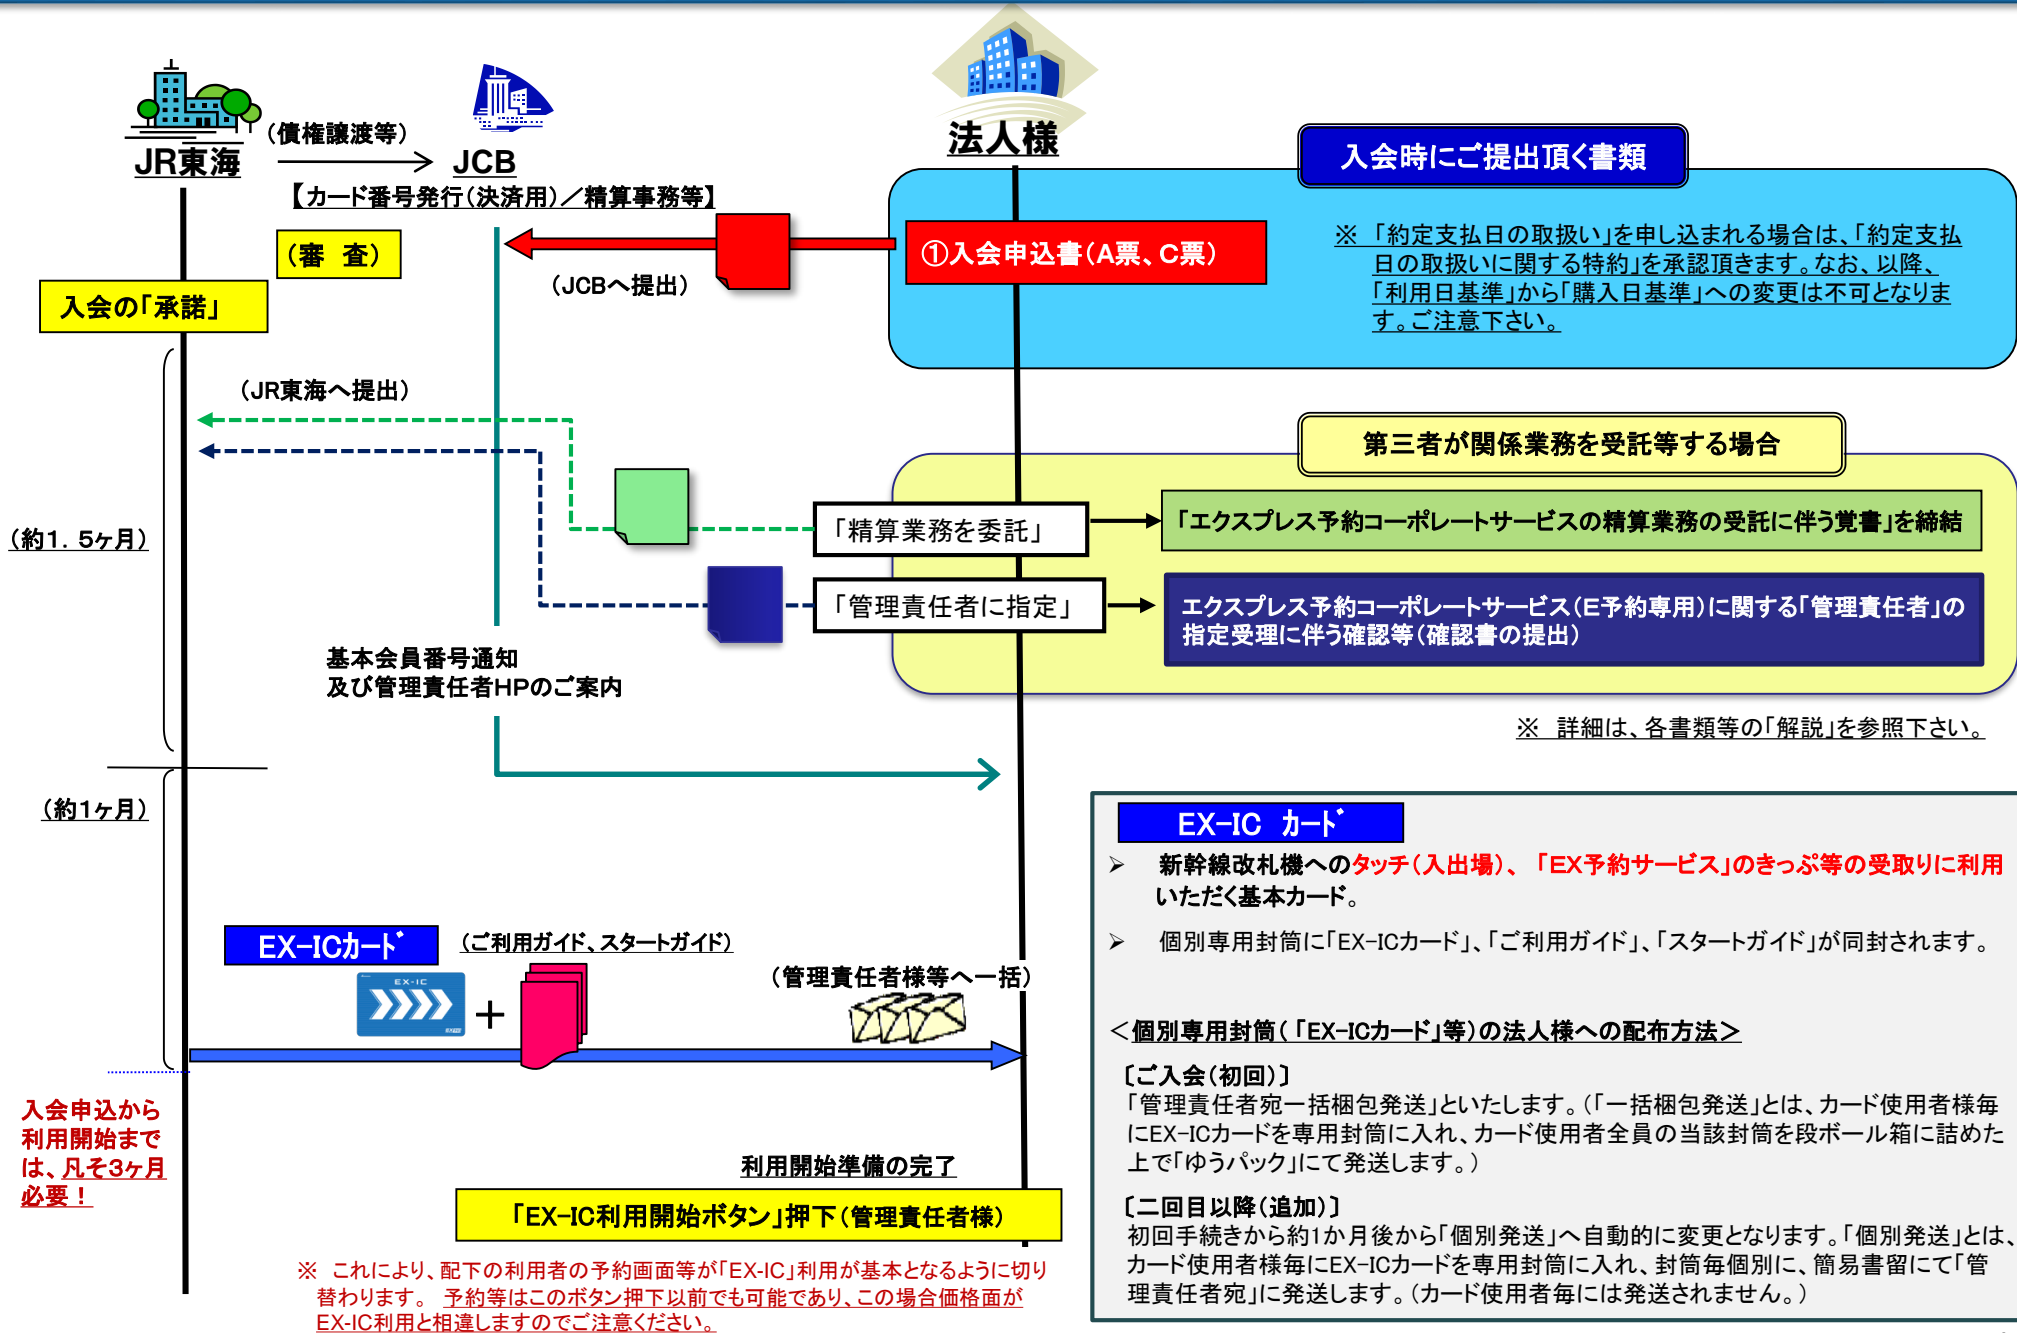 JR東海
(債権譲渡等)
JCB
【カード番号発行(決済用)/精算事務等】
法人様
入会時にご提出頂く書類
(審 査)
入会の「承諾」
①入会申込書(A票、C票)
(JCBへ提出)
※ 「約定支払日の取扱い」を申し込まれる場合は、「約定支払
日の取扱いに関する特約」を承認頂きます。なお、以降、
「利用日基準」から「購入日基準」への変更は不可となりま
す。ご注意下さい。
(JR東海へ提出)
第三者が関係業務を受託等する場合
(約1.5ヶ月)
「精算業務を委託」
「エクスプレス予約コーポレートサービスの精算業務の受託に伴う覚書」を締結
「管理責任者に指定」
エクスプレス予約コーポレートサービス(E予約専用)に関する「管理責任者」の
指定受理に伴う確認等(確認書の提出)
基本会員番号通知
及び管理責任者HPのご案内
※ 詳細は、各書類等の「解説」を参照下さい。
(約1ヶ月)
EX-ICカード
(ご利用ガイド、スタートガイド)
EX-IC
+
(管理責任者様等へ一括)
入会申込から
利用開始まで
は、凡そ3ヶ月
必要!
利用開始準備の完了
「EX-IC利用開始ボタン」押下(管理責任者様)
※ これにより、配下の利用者の予約画面等が「EX-IC」利用が基本となるように切り
替わります。 予約等はこのボタン押下以前でも可能であり、この場合価格面が
EX-IC利用と相違しますのでご注意ください。
EX-IC カード
➢ 新幹線改札機へのタッチ(入出場)、「EX予約サービス」のきっぷ等の受取りに利用
いただく基本カード。
➢ 個別専用封筒に「EX-ICカード」、「ご利用ガイド」、「スタートガイド」が同封されます。
<個別専用封筒(「EX-ICカード」等)の法人様への配布方法>
〔ご入会(初回)〕
「管理責任者宛一括梱包発送」といたします。(「一括梱包発送」とは、カード使用者様毎
にEX-ICカードを専用封筒に入れ、カード使用者全員の当該封筒を段ボール箱に詰めた
上で「ゆうパック」にて発送します。)
〔二回目以降(追加)〕
初回手続きから約1か月後から「個別発送」へ自動的に変更となります。「個別発送」とは、
カード使用者様毎にEX-ICカードを専用封筒に入れ、封筒毎個別に、簡易書留にて「管
理責任者宛」に発送します。(カード使用者毎には発送されません。)